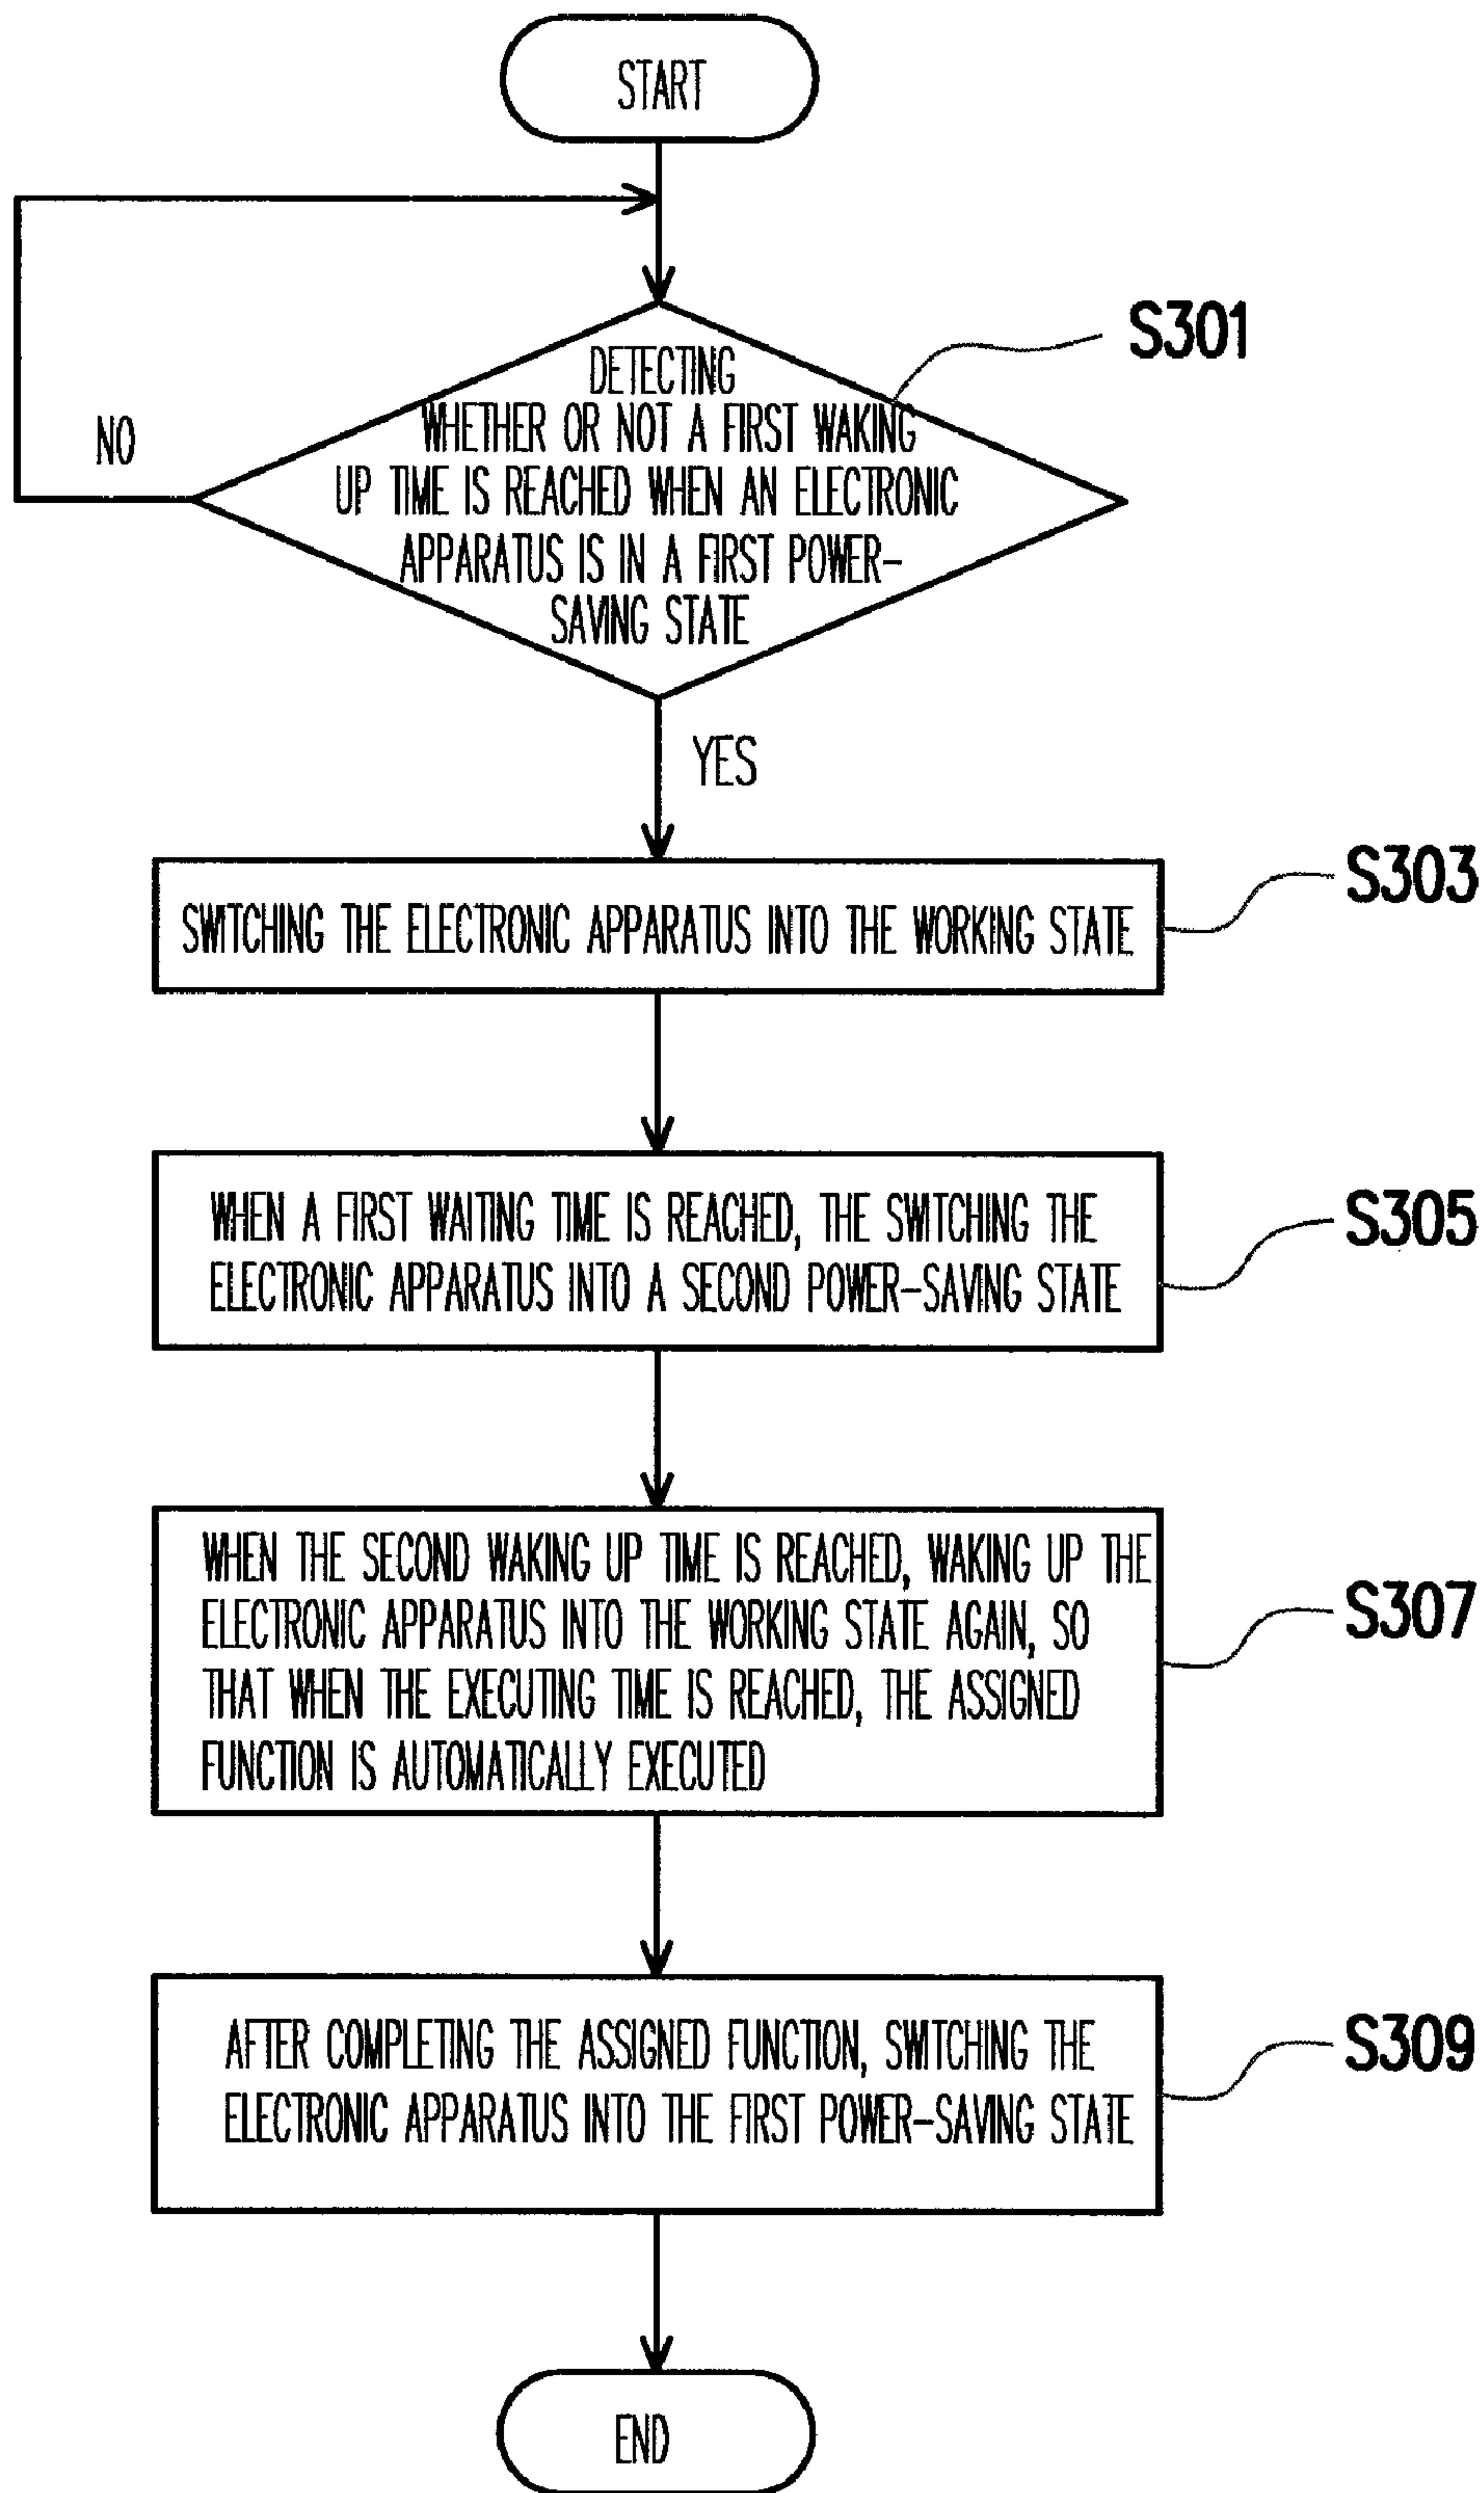 START
S301
DETECTING
WHETHER OR NOT A FIRST WAKING
UP TIME IS REACHED WHEN AN ELECTRONIC
APPARATUS IS IN A FIRST POWER-
SAVING STATE
NO
YES
S303
SWITCHING THE ELECTRONIC APPARATUS INTO THE WORKING STATE
S305
WHEN A FIRST WAITING TIME IS REACHED, THE SWITCHING THE
ELECTRONIC APPARATUS INTO A SECOND POWER-SAVING STATE
S307
WHEN THE SECOND WAKING UP TIME IS REACHED, WAKING UP THE
ELECTRONIC APPARATUS INTO THE WORKING STATE AGAIN, SO
THAT WHEN THE EXECUTING TIME IS REACHED, THE ASSIGNED
FUNCTION IS AUTOMATICALLY EXECUTED
S309
AFTER COMPLETING THE ASSIGNED FUNCTION, SWITCHING THE
ELECTRONIC APPARATUS INTO THE FIRST POWER-SAVING STATE
END